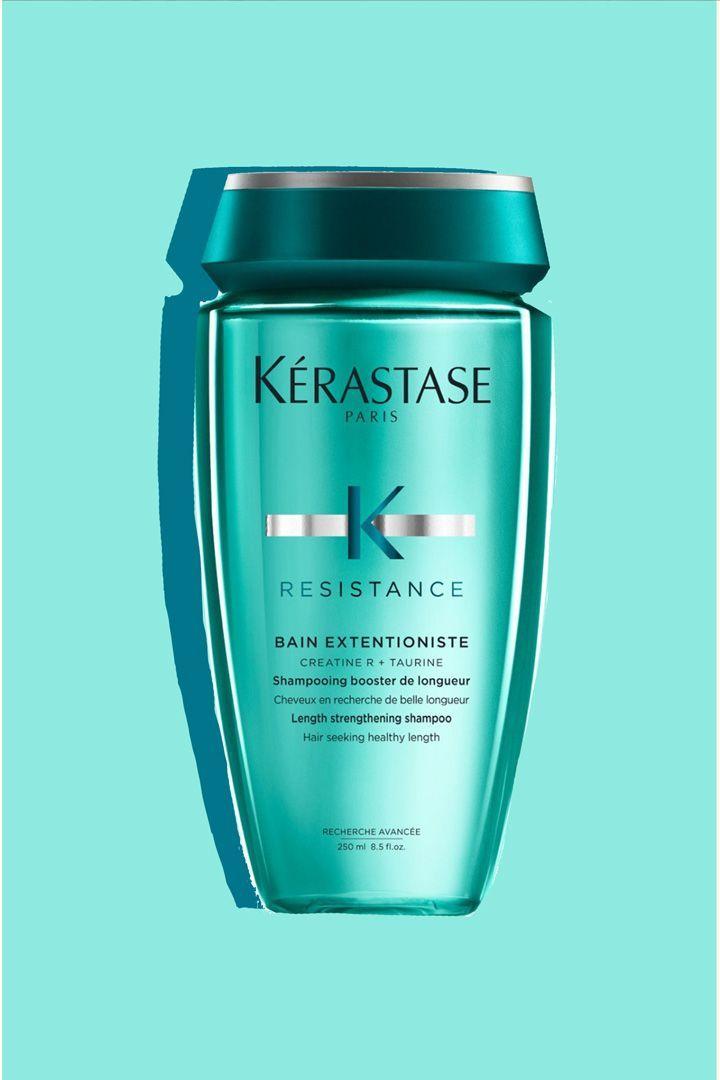 KÉRASTASE
PARIS
K
RESISTANCE
BAIN EXTENTIONISTE
CREATINE R + TAURINE
Shampooing booster de longueur
Cheveux en recherche de belle longueur
Length strengthening shampoo
Hair seeking healthy length
RECHERCHE AVANCÉE
250 ml 8.5 fl.oz.